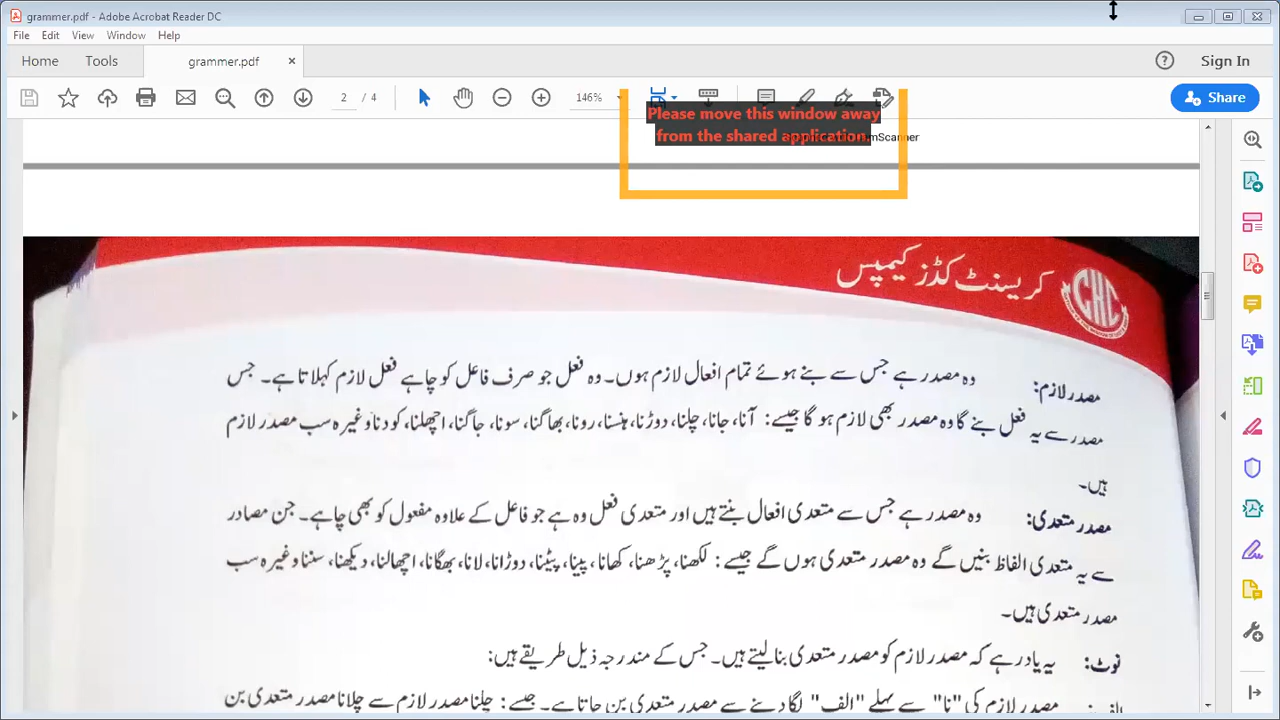 grammer.pdf - Adobe Acrobat Reader DC
File Edit View Window Help
Home Tools grammer.pdf × Sign In
2 / 4 146% Share
Please move this window away
from the shared application. mScanner
کریسنٹ کڈز کیمپس
CHC
مصدر لازم: وہ مصدر ہے جس سے بنے ہوئے تمام افعال لازم ہوں۔ وہ فعل جو صرف فاعل کو چاہے فعل لازم کہلاتا ہے۔ جس
مصدر سے یہ فعل بنے گا وہ مصدر بھی لازم ہو گا جیسے: آنا، جانا، چلنا، دوڑنا، ہنسنا، رونا، بھاگنا، سونا، جاگنا، اچھلنا، کودنا وغیرہ سب مصدر لازم
ہیں۔
مصدر متعدی: وہ مصدر ہے جس سے متعدی افعال بنتے ہیں اور متعدی فعل وہ ہے جو فاعل کے علاوہ مفعول کو بھی چاہے۔ جن مصادر
سے یہ متعدی الفاظ بنیں گے وہ مصدر متعدی ہوں گے جیسے: لکھنا، پڑھنا، کھانا، پینا، پیٹنا، دوڑانا، لانا، بھگانا، اچھالنا، دیکھنا، سننا وغیرہ سب
مصدر متعدی ہیں۔
نوٹ: یہ یاد رہے کہ مصدر لازم کو مصدر متعدی بنا لیتے ہیں۔ جس کے مندرجہ ذیل طریقے ہیں:
الف: مصدر لازم کی "نا" سے پہلے "الف" لگا دینے سے مصدر متعدی بن جاتا ہے۔ جیسے: چلنا مصدر لازم سے چلانا مصدر متعدی بن